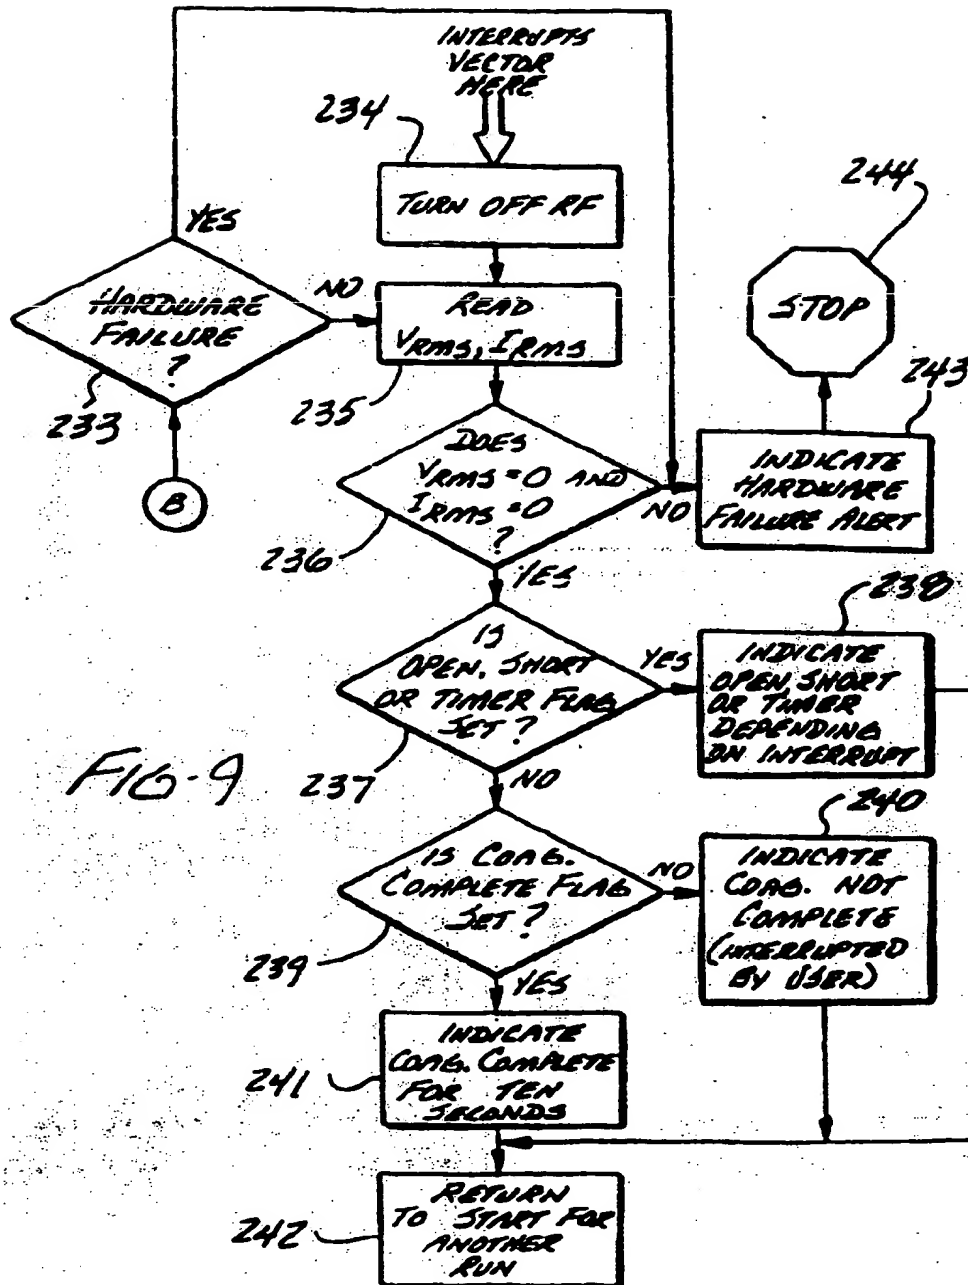 INTERRUPTS
VECTOR
HERE
234
TURN OFF RF
244
STOP
YES
HARDWARE
FAILURE
?
233
NO
READ
VRMS, IRMS
235
243
B
DOES
VRMS = 0 AND
IRMS = 0
?
236
NO
INDICATE
HARDWARE
FAILURE ALERT
YES
238
IS
OPEN, SHORT
OR TIMER FLAG
SET?
237
YES
INDICATE
OPEN, SHORT
OR TIMER
DEPENDING
ON INTERRUPT
FIG-9
NO
240
IS COAG.
COMPLETE FLAG
SET?
239
NO
INDICATE
COAG. NOT
COMPLETE
(INTERRUPTED
BY USER)
YES
INDICATE
COAG. COMPLETE
FOR TEN
SECONDS
241
RETURN
TO START FOR
ANOTHER
RUN
242